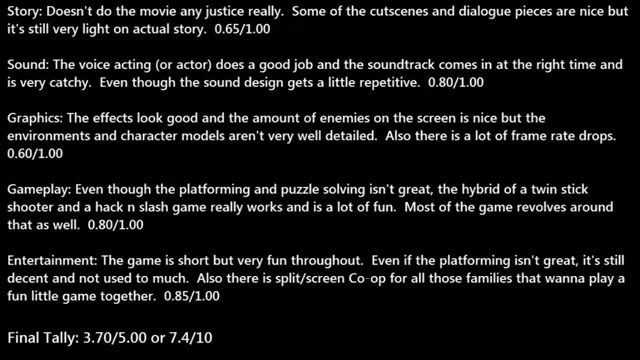 Story: Doesn't do the movie any justice really.  Some of the cutscenes and dialogue pieces are nice but
it's still very light on actual story.  0.65/1.00
Sound: The voice acting (or actor) does a good job and the soundtrack comes in at the right time and
is very catchy.  Even though the sound design gets a little repetitive.  0.80/1.00
Graphics: The effects look good and the amount of enemies on the screen is nice but the
environments and character models aren't very well detailed.  Also there is a lot of frame rate drops.
0.60/1.00
Gameplay: Even though the platforming and puzzle solving isn't great, the hybrid of a twin stick
shooter and a hack n slash game really works and is a lot of fun.  Most of the game revolves around
that as well.  0.80/1.00
Entertainment: The game is short but very fun throughout.  Even if the platforming isn't great, it's still
decent and not used to much.  Also there is split/screen Co-op for all those families that wanna play a
fun little game together.  0.85/1.00
Final Tally: 3.70/5.00 or 7.4/10